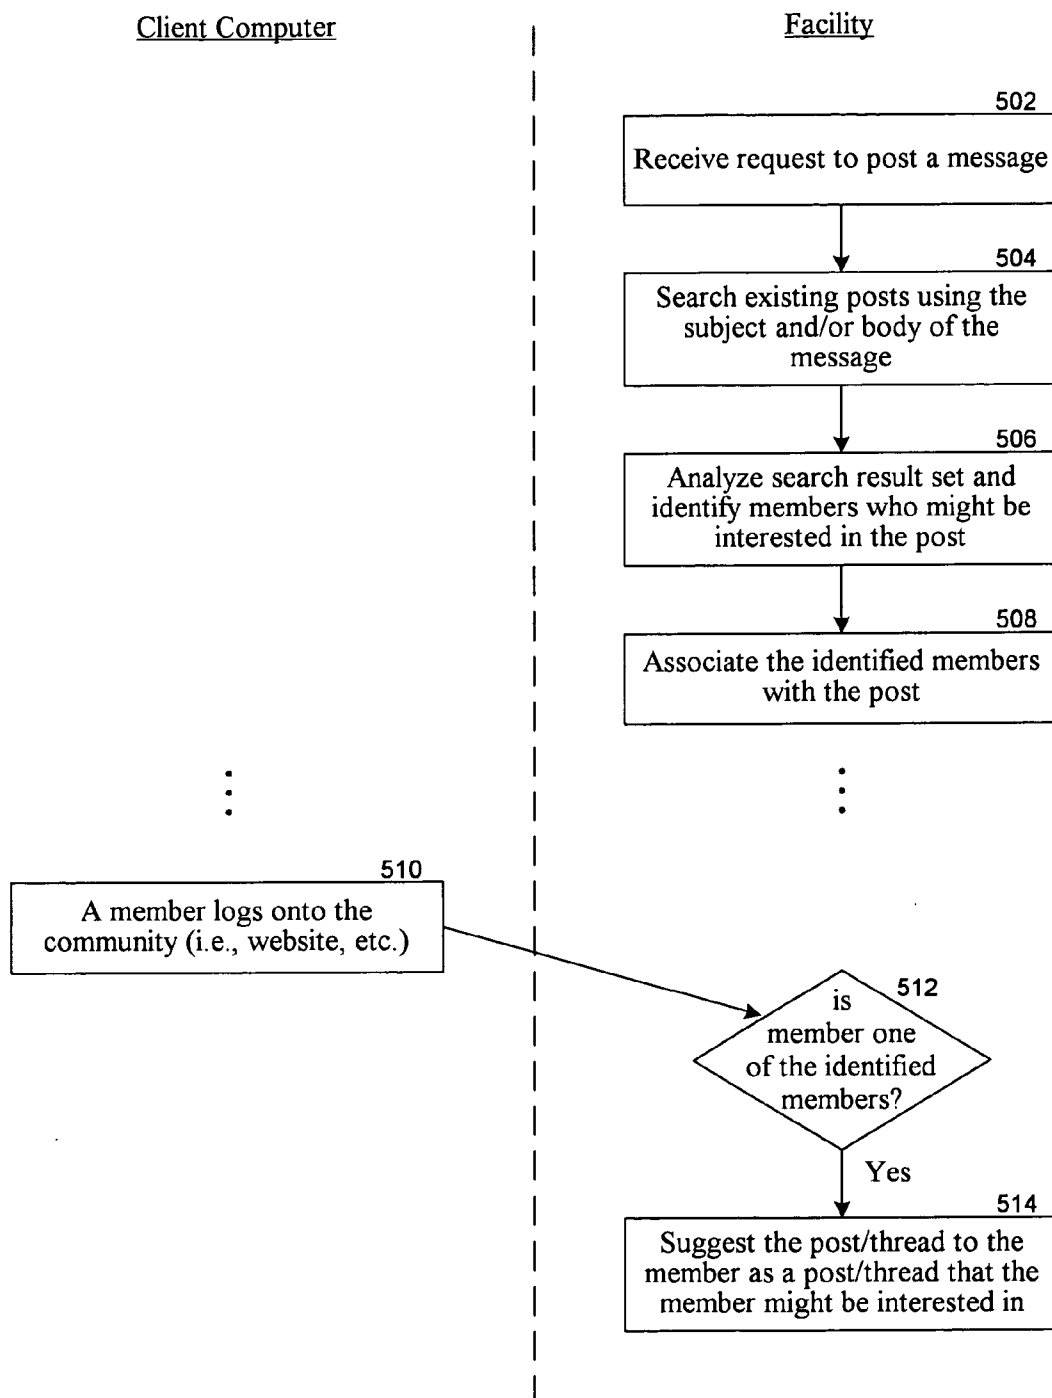 Client Computer
Facility
502
Receive request to post a message
504
Search existing posts using the
subject and/or body of the
message
506
Analyze search result set and
identify members who might be
interested in the post
508
Associate the identified members
with the post
510
A member logs onto the
community (i.e., website, etc.)
512
is
member one
of the identified
members?
Yes
514
Suggest the post/thread to the
member as a post/thread that the
member might be interested in